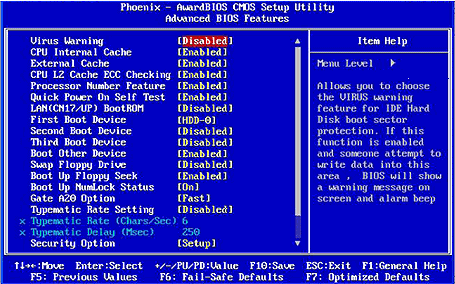 Phoenix - AwardBIOS CMOS Setup Utility
Advanced BIOS Features
Virus Warning [Disabled]
CPU Internal Cache [Enabled]
External Cache [Enabled]
CPU L2 Cache ECC Checking [Enabled]
Processor Number Feature [Enabled]
Quick Power On Self Test [Enabled]
LAN(CN17/UP) BootROM [Disabled]
First Boot Device [HDD-0]
Second Boot Device [Disabled]
Third Boot Device [Disabled]
Boot Other Device [Enabled]
Swap Floppy Drive [Disabled]
Boot Up Floppy Seek [Enabled]
Boot Up NumLock Status [On]
Gate A20 Option [Fast]
Typematic Rate Setting [Disabled]
x Typematic Rate (Chars/Sec) 6
x Typematic Delay (Msec) 250
Security Option [Setup]
Item Help
Menu Level ▶
Allows you to choose
the VIRUS warning
feature for IDE Hard
Disk boot sector
protection. If this
function is enabled
and someone attempt to
write data into this
area , BIOS will show
a warning message on
screen and alarm beep
↑↓→←:Move Enter:Select +/-/PU/PD:Value F10:Save ESC:Exit F1:General Help
F5: Previous Values F6: Fail-Safe Defaults F7: Optimized Defaults